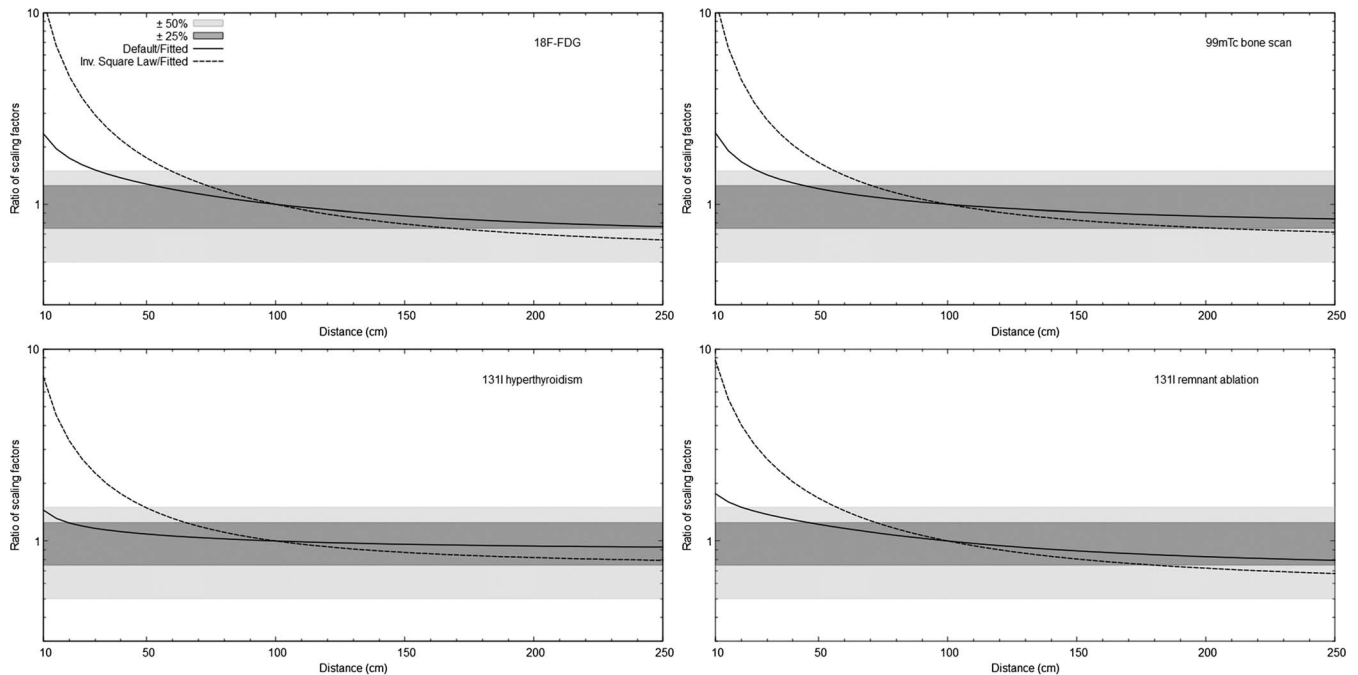 10
± 50%
± 25%
Default/Fitted
Inv. Square Law/Fitted
18F-FDG
Ratio of scaling factors
1
10 50 100 150 200 250
Distance (cm)
10
99mTc bone scan
Ratio of scaling factors
1
10 50 100 150 200 250
Distance (cm)
10
131I hyperthyroidism
Ratio of scaling factors
1
10 50 100 150 200 250
Distance (cm)
10
131I remnant ablation
Ratio of scaling factors
1
10 50 100 150 200 250
Distance (cm)